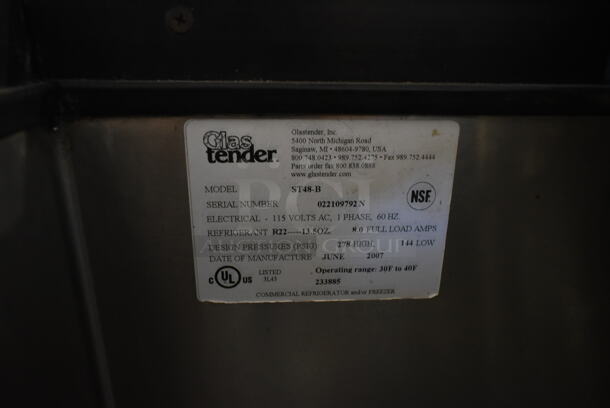 Glas
tender
Glastender, Inc.
5400 North Michigan Road
Saginaw, MI • 48604-9780, USA
800.748.0423 • 989.752.4275 • Fax 989.752.4444
Parts order fax 800.838.0888
www.glastender.com
MODEL ST48-B
SERIAL NUMBER 022109792 N
NSF
ELECTRICAL - 115 VOLTS AC, 1 PHASE, 60 HZ.
REFRIGERANT R22-----13.5OZ. 8.0 FULL LOAD AMPS
DESIGN PRESSURES (PSIG) 278 HIGH, 144 LOW
DATE OF MANUFACTURE JUNE 2007
C UL US LISTED Operating range: 30F to 40F
3L43 233885
COMMERCIAL REFRIGERATOR and/or FREEZER